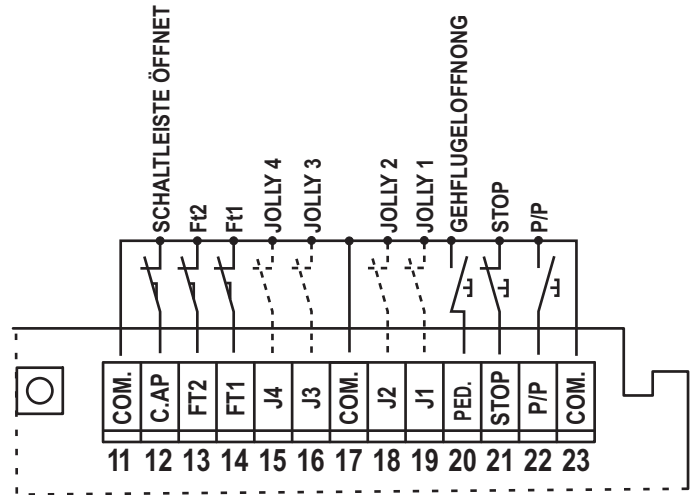 SCHALTLEISTE ÖFFNET
Ft2
Ft1
JOLLY 4
JOLLY 3
JOLLY 2
JOLLY 1
GEHFLUGELOFFNONG
STOP
P/P
COM.
C.AP
FT2
FT1
J4
J3
COM.
J2
J1
PED.
STOP
P/P
COM.
11 12 13 14 15 16 17 18 19 20 21 22 23